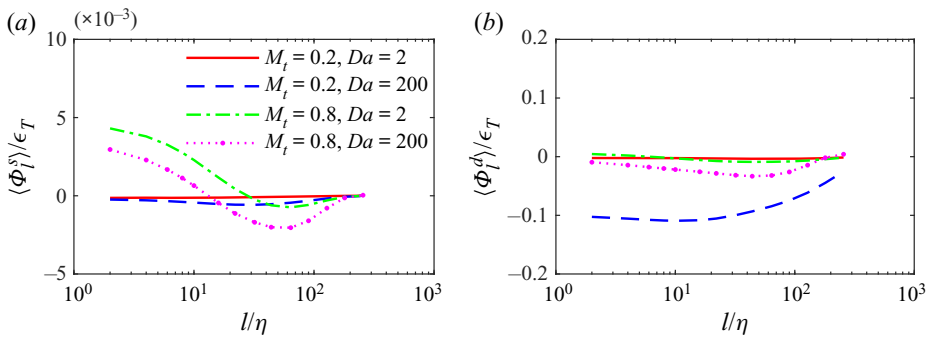 (a)
(×10⁻³)
10
5
0
−5
10⁰
10¹
10²
10³
l/η
⟨Φₗˢ⟩/ϵ_T
M_t = 0.2, Da = 2
M_t = 0.2, Da = 200
M_t = 0.8, Da = 2
M_t = 0.8, Da = 200
(b)
0.2
0.1
0
−0.1
−0.2
10⁰
10¹
10²
10³
l/η
⟨Φₗᵈ⟩/ϵ_T